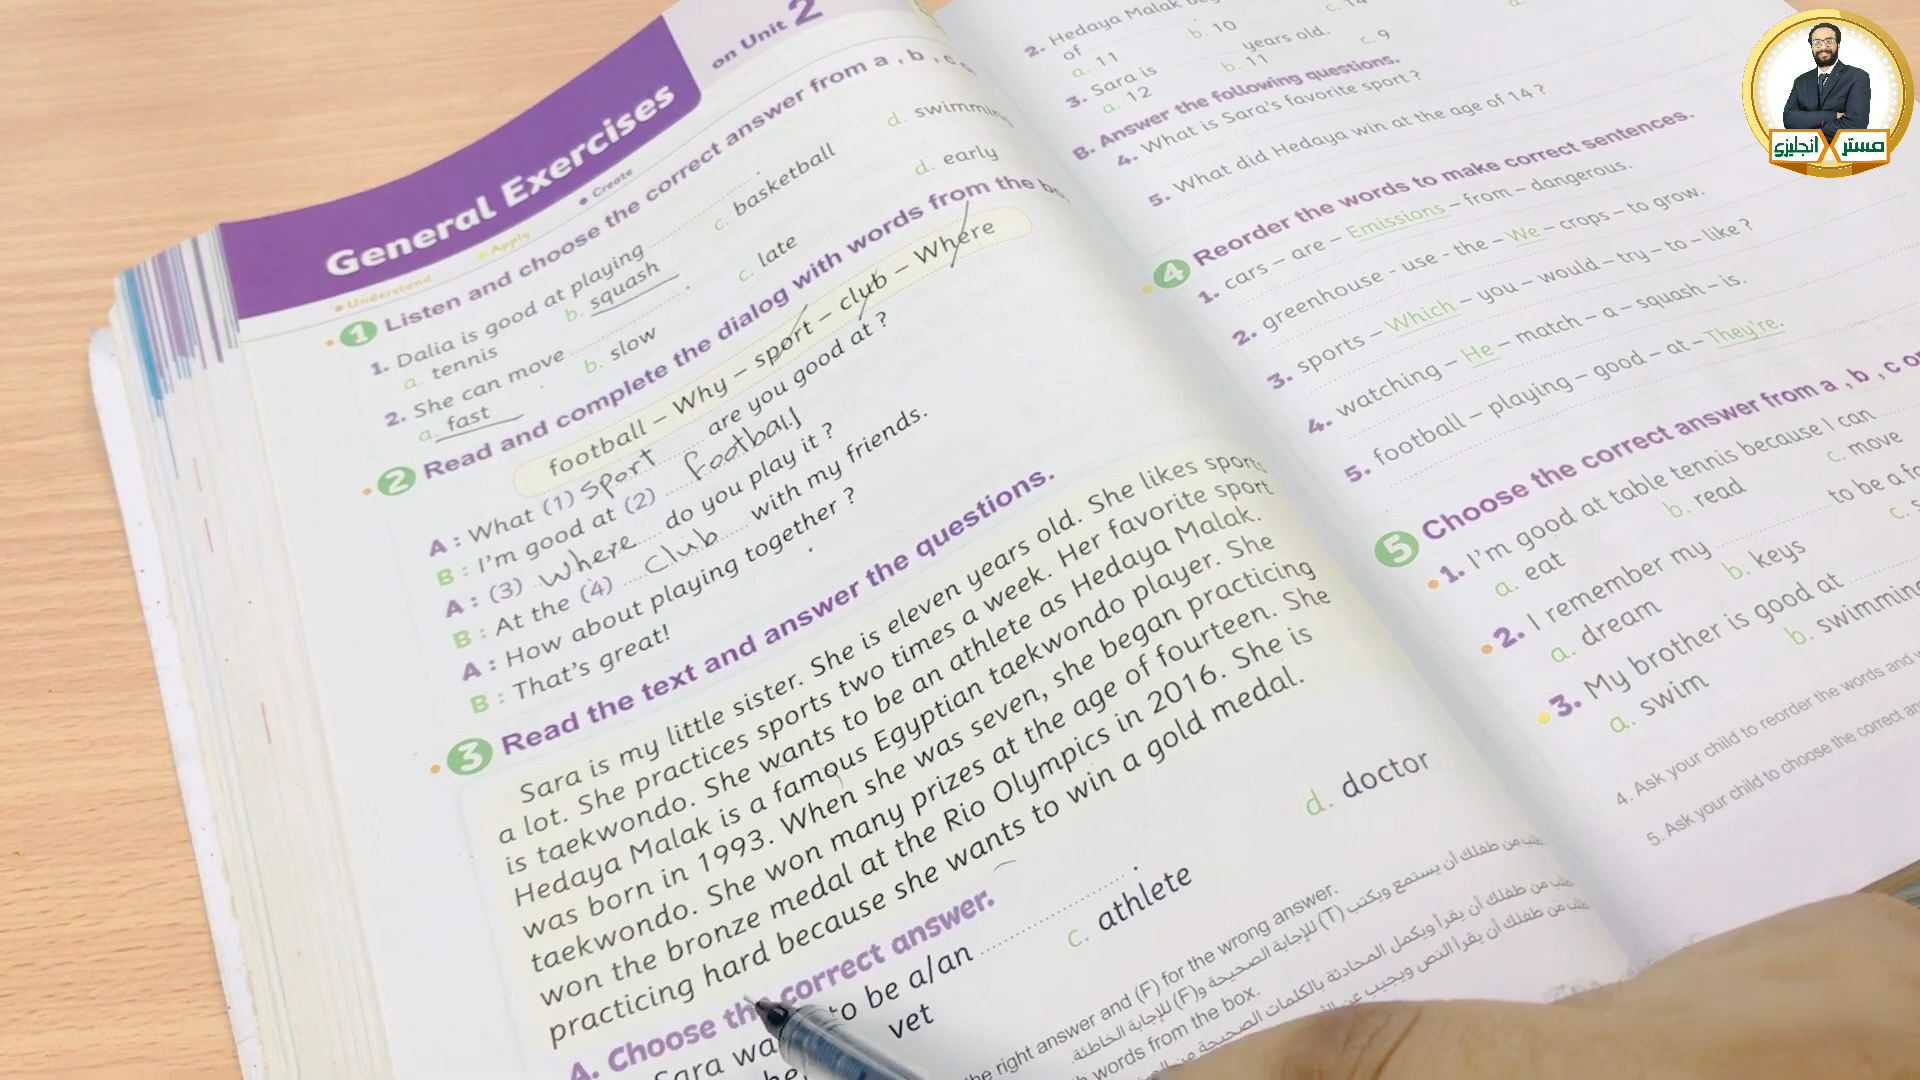 General Exercises on Unit 2
Understand
Apply
Create
1 Listen and choose the correct answer from a , b , c
1. Dalia is good at playing .
a. tennis b. squash c. basketball d. swimming
2. She can move .
a. fast b. slow c. late d. early
2 Read and complete the dialog with words from the
football – Why – sport – club – Where
A : What (1) Sport are you good at ?
B : I'm good at (2) football
A : (3) Where do you play it ?
B : At the (4) Club with my friends.
A : How about playing together ?
B : That's great!
3 Read the text and answer the questions.
Sara is my little sister. She is eleven years old. She likes sports
a lot. She practices sports two times a week. Her favorite sport
is taekwondo. She wants to be an athlete as Hedaya Malak.
Hedaya Malak is a famous Egyptian taekwondo player. She
was born in 1993. When she was seven, she began practicing
taekwondo. She won many prizes at the age of fourteen. She
won the bronze medal at the Rio Olympics in 2016. She is
practicing hard because she wants to win a gold medal.
A. Choose the correct answer.
Sara to be a/an .
vet c. athlete d. doctor
the right answer and (F) for the wrong answer.
words from the box.
2. Hedaya Malak
of
a. 11 b. 10 c. 14
3. Sara is years old.
a. 12 b. 11 c. 9
B. Answer the following questions.
4. What is Sara's favorite sport ?
5. What did Hedaya win at the age of 14 ?
4 Reorder the words to make correct sentences.
1. cars – are – Emissions – from – dangerous.
2. greenhouse - use - the – We – crops – to grow.
3. sports – Which – you – would – try – to – like ?
4. watching – He – match – a – squash – is.
5. football – playing – good – at – They're.
5 Choose the correct answer from a , b , c or
1. I'm good at table tennis because I can
a. eat b. read c. move
2. I remember my to be a
a. dream b. keys c.
3. My brother is good at
a. swim b. swimming
4. Ask your child to reorder the words and
5. Ask your child to choose the correct
مستر X انجليزي